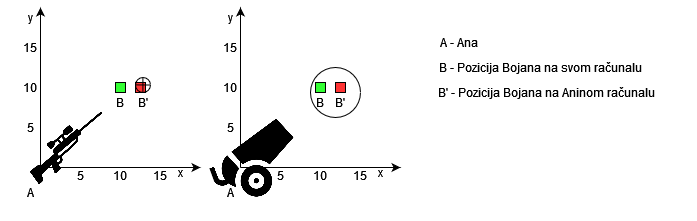 y
15
10
5
B B'
A
5 10 15 x
y
15
10
5
B B'
A
5 10 15 x
A - Ana
B - Pozicija Bojana na svom računalu
B' - Pozicija Bojana na Aninom računalu